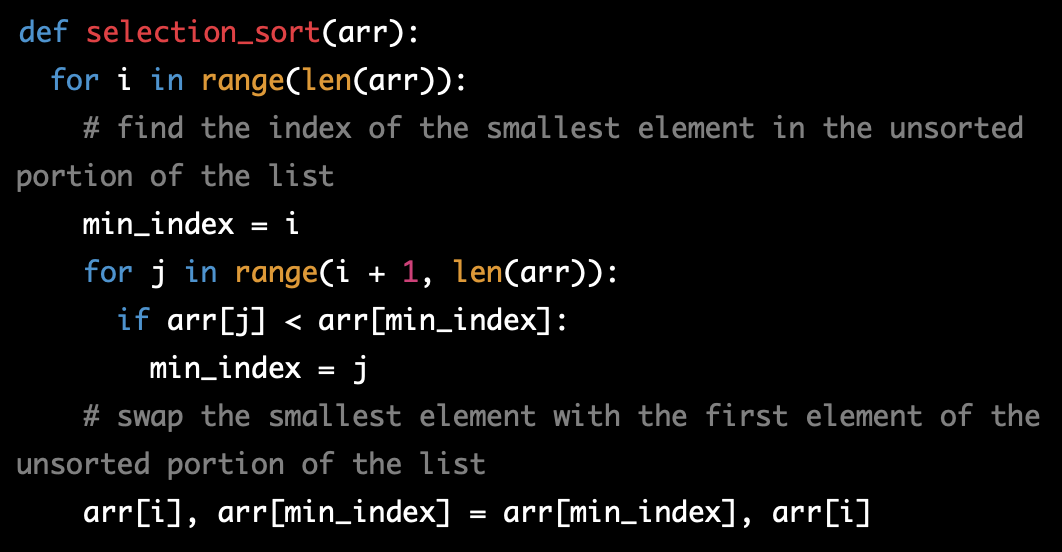 def selection_sort(arr):
  for i in range(len(arr)):
    # find the index of the smallest element in the unsorted
portion of the list
    min_index = i
    for j in range(i + 1, len(arr)):
      if arr[j] < arr[min_index]:
        min_index = j
    # swap the smallest element with the first element of the
unsorted portion of the list
    arr[i], arr[min_index] = arr[min_index], arr[i]